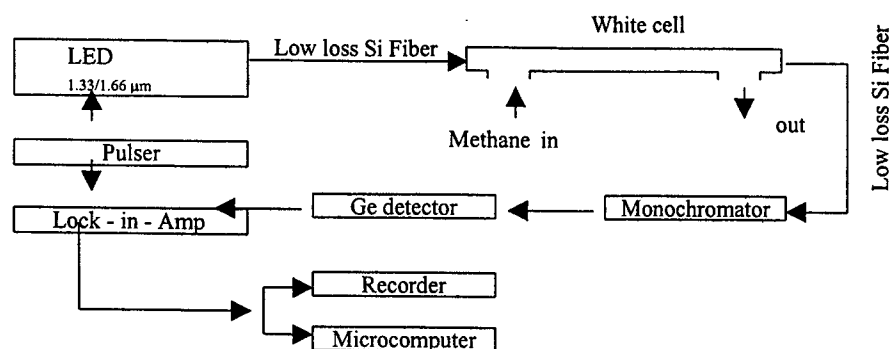 White cell
LED
1.33/1.66 µm
Low loss Si Fiber
Low loss Si Fiber
Methane in
out
Pulser
Lock - in - Amp
Ge detector
Monochromator
Recorder
Microcomputer